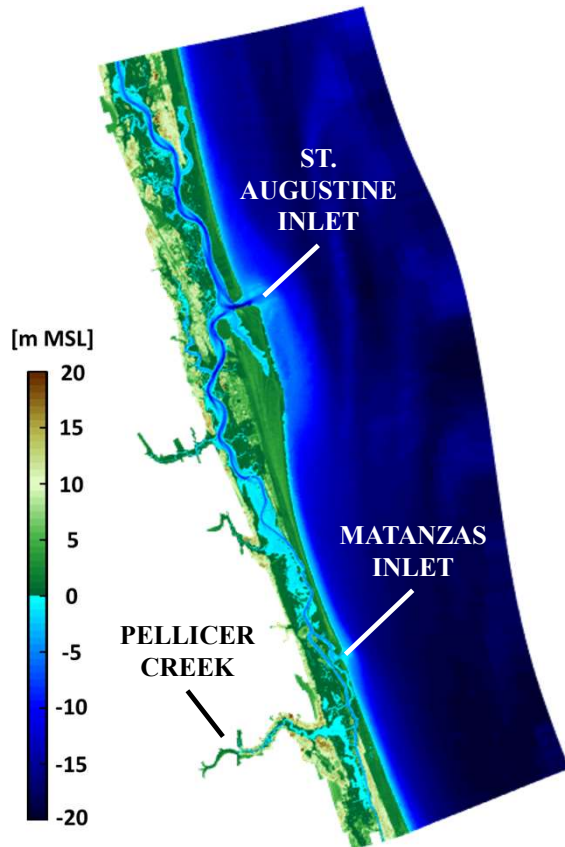 ST.
AUGUSTINE
INLET
[m MSL]
20
15
10
5
0
-5
-10
-15
-20
MATANZAS
INLET
PELLICER
CREEK